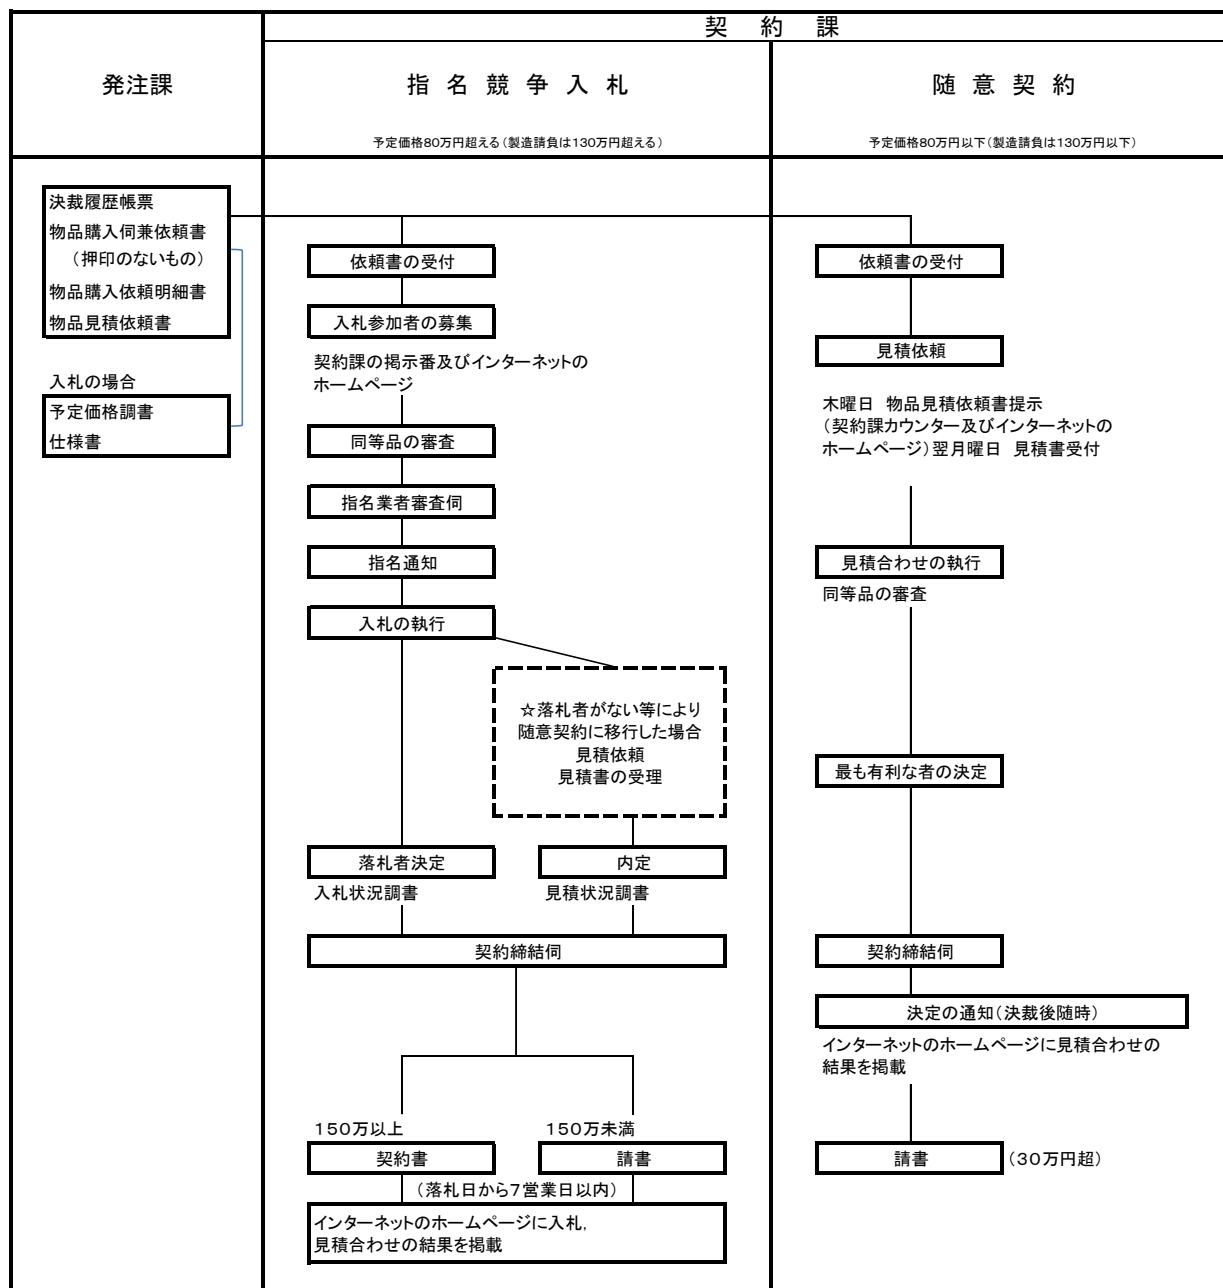 契　約　課
発注課
指 名 競 争 入 札
予定価格80万円超える(製造請負は130万円超える)
随 意 契 約
予定価格80万円以下(製造請負は130万円以下)
決裁履歴帳票
物品購入伺兼依頼書
（押印のないもの）
物品購入依頼明細書
物品見積依頼書
入札の場合
予定価格調書
仕様書
依頼書の受付
入札参加者の募集
契約課の掲示番及びインターネットの
ホームページ
同等品の審査
指名業者審査伺
指名通知
入札の執行
☆落札者がない等により
随意契約に移行した場合
見積依頼
見積書の受理
落札者決定
入札状況調書
内定
見積状況調書
契約締結伺
150万以上
契約書
150万未満
請書
（落札日から7営業日以内）
インターネットのホームページに入札，
見積合わせの結果を掲載
依頼書の受付
見積依頼
木曜日　物品見積依頼書提示
（契約課カウンター及びインターネットの
ホームページ）翌月曜日　見積書受付
見積合わせの執行
同等品の審査
最も有利な者の決定
契約締結伺
決定の通知（決裁後随時）
インターネットのホームページに見積合わせの
結果を掲載
請書
（30万円超）